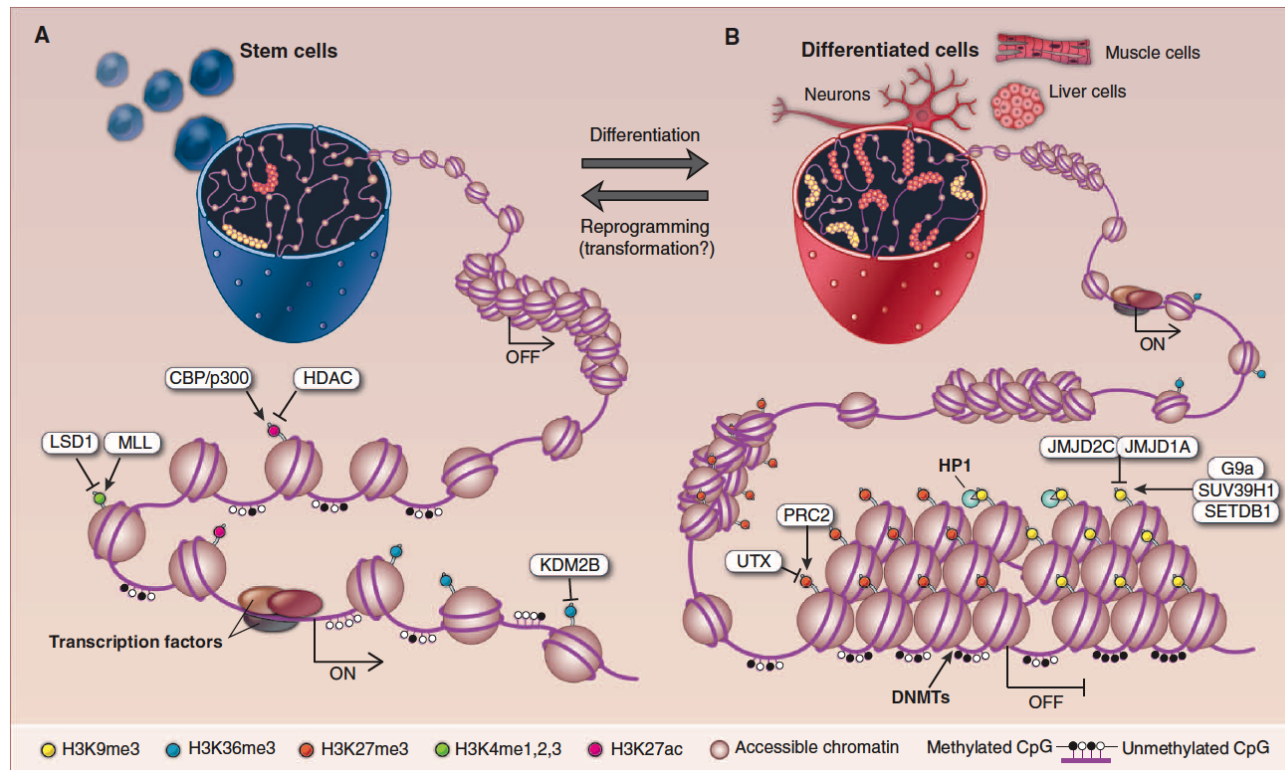 A
Stem cells
B
Differentiated cells
Muscle cells
Neurons
Liver cells
Differentiation
Reprogramming
(transformation?)
OFF
ON
CBP/p300
HDAC
LSD1
MLL
KDM2B
Transcription factors
ON
JMJD2C
JMJD1A
HP1
G9a
SUV39H1
SETDB1
PRC2
UTX
DNMTs
OFF
H3K9me3
H3K36me3
H3K27me3
H3K4me1,2,3
H3K27ac
Accessible chromatin
Methylated CpG
Unmethylated CpG